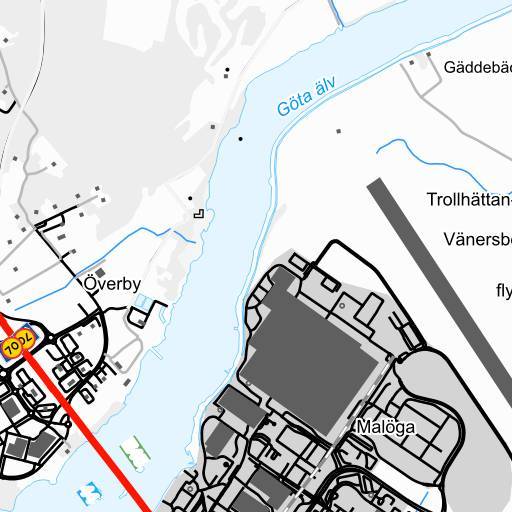 Gäddebäc
Göta älv
Trollhättan-
Vänersbo
fly
Överby
Malöga